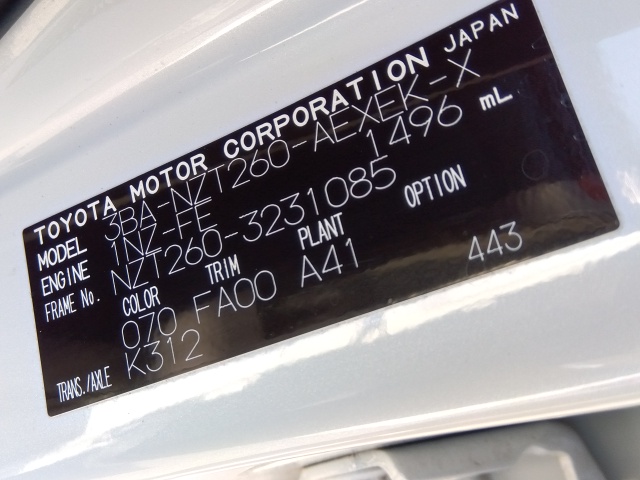 TOYOTA MOTOR CORPORATION JAPAN
MODEL 3BA-NZT260-AEXEK-X
ENGINE 1NZ-FE 1496 mL
FRAME No. NZT260-3231085
COLOR TRIM PLANT OPTION
070 FA00 A41 443
TRANS./AXLE K312